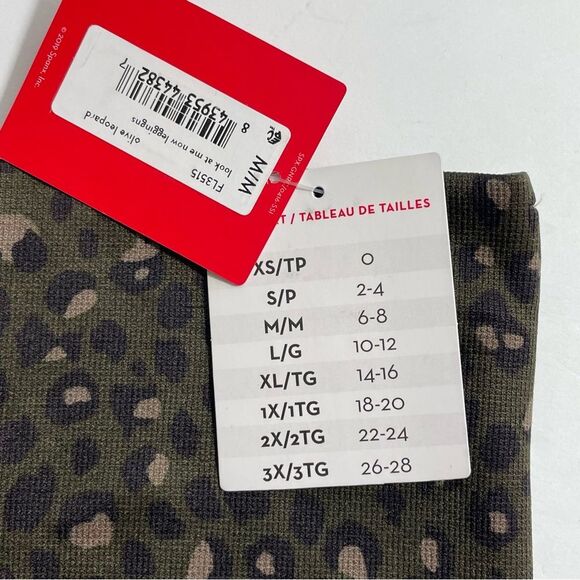 © 2019 Spanx, Inc.
8 43953 44382 7
olive leopard
look at me now leggingns
FL3515
M/M
T / TABLEAU DE TAILLES
XS/TP 0
S/P 2-4
M/M 6-8
L/G 10-12
XL/TG 14-16
1X/1TG 18-20
2X/2TG 22-24
3X/3TG 26-28